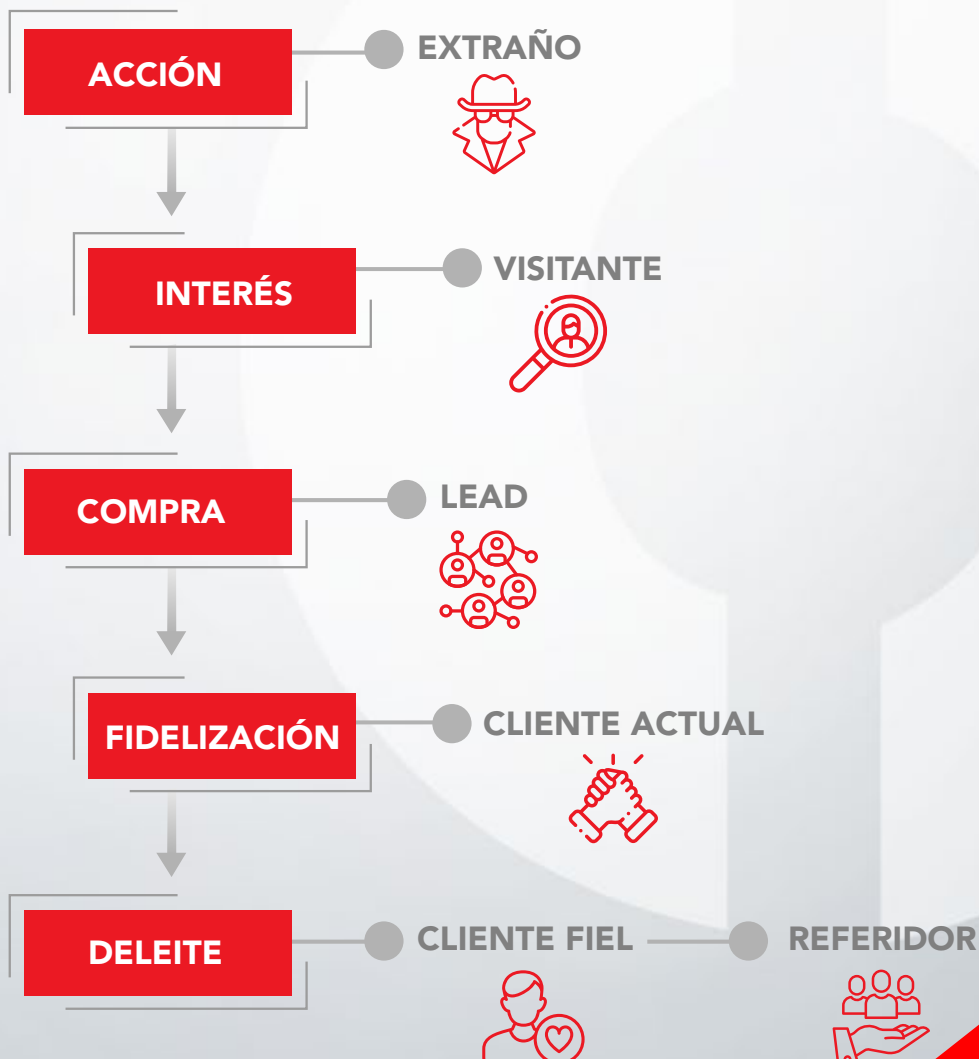 ACCIÓN
EXTRAÑO
INTERÉS
VISITANTE
COMPRA
LEAD
FIDELIZACIÓN
CLIENTE ACTUAL
DELEITE
CLIENTE FIEL
REFERIDOR